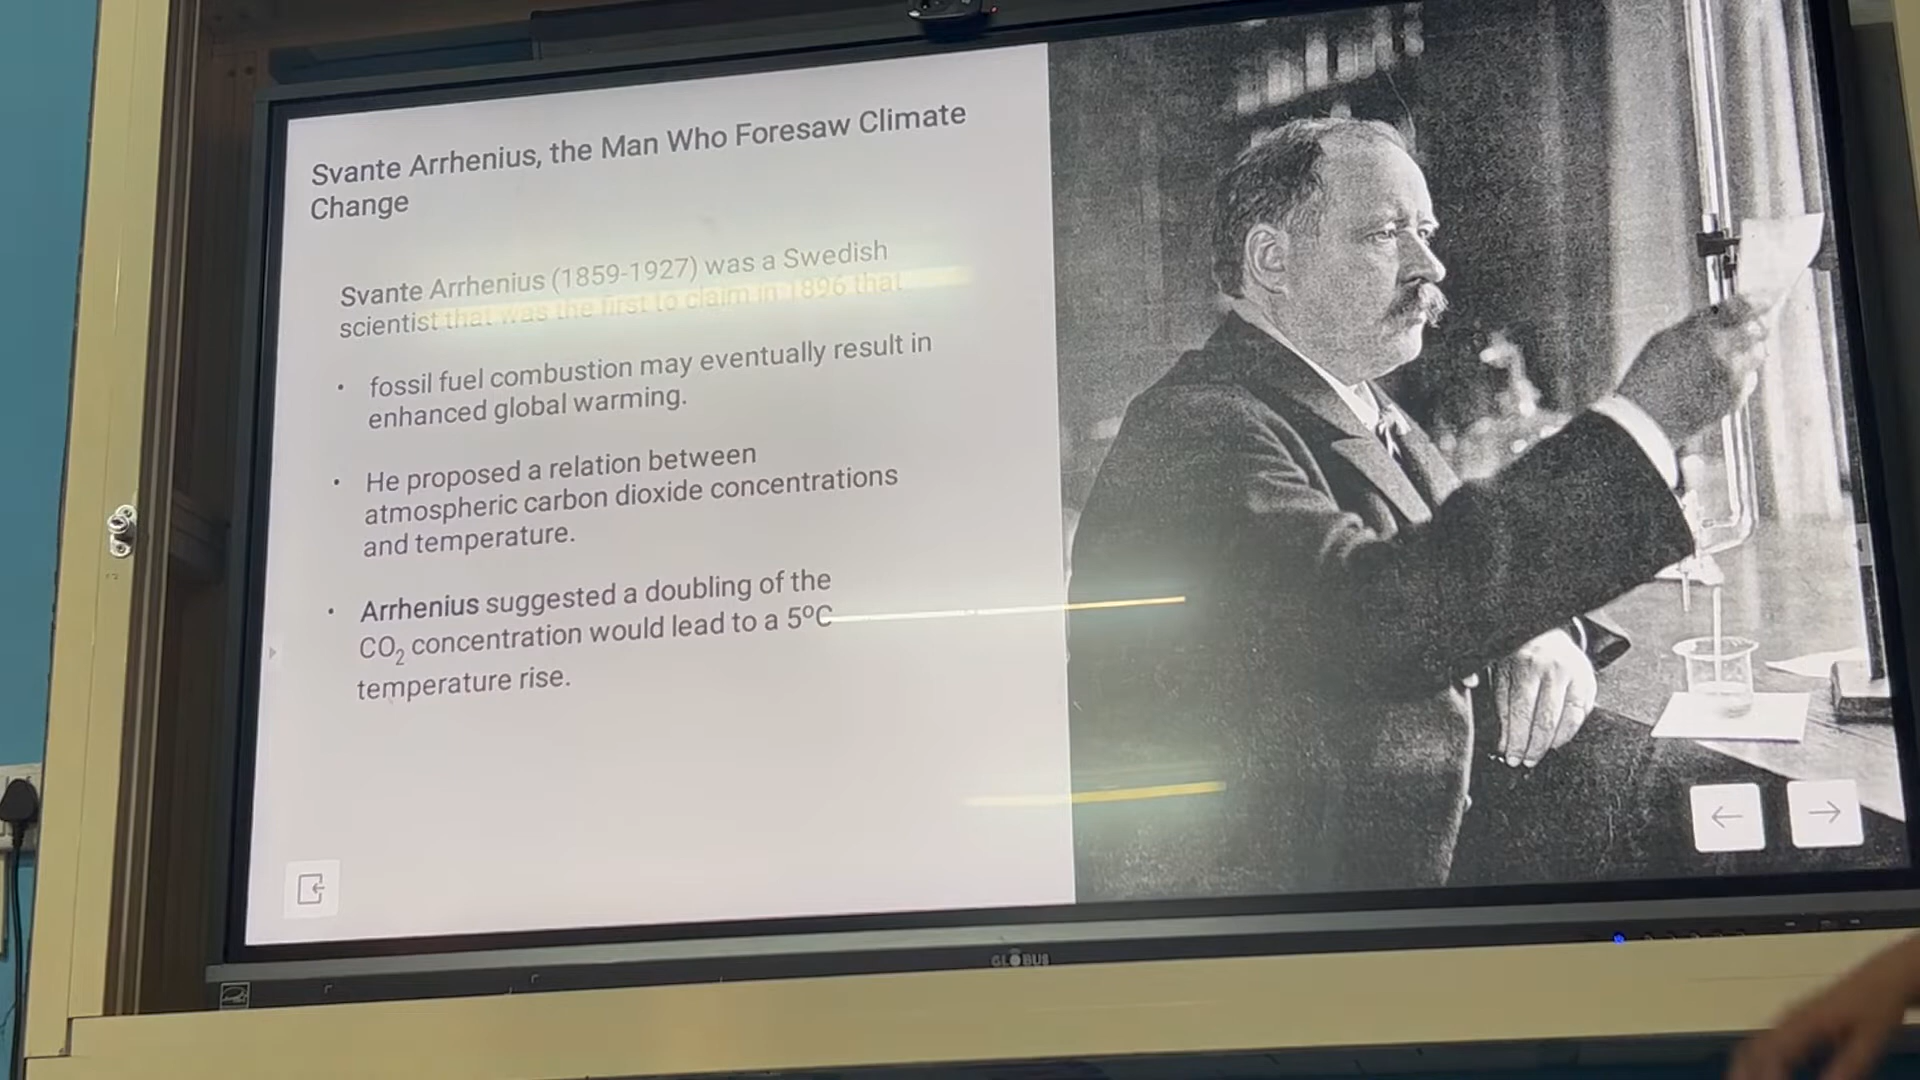 Svante Arrhenius, the Man Who Foresaw Climate
Change
Svante Arrhenius (1859-1927) was a Swedish
scientist that was the first to claim in 1896 that
• fossil fuel combustion may eventually result in
enhanced global warming.
• He proposed a relation between
atmospheric carbon dioxide concentrations
and temperature.
• Arrhenius suggested a doubling of the
CO₂ concentration would lead to a 5ºC
temperature rise.
GLOBUS